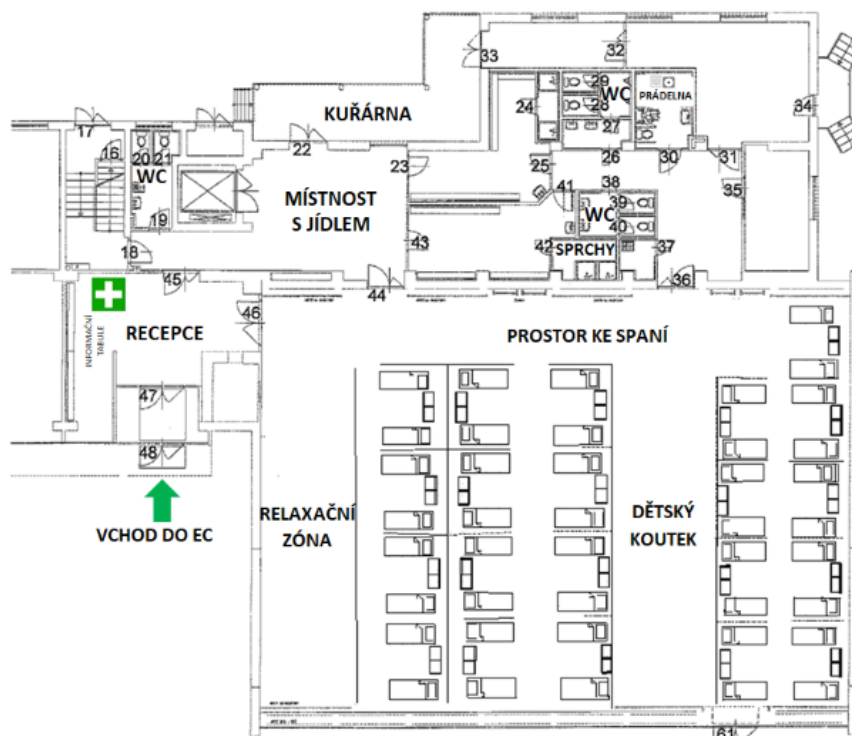 33
32
29
WC
28
24
27
PRÁDELNA
34
KUŘÁRNA
17
22
16
20
21
WC
23
25
26
30
31
35
MÍSTNOST
S JÍDLEM
41
38
39
WC
40
19
18
43
42
SPRCHY
37
45
44
36
46
INFORMAČNÍ
TABULE
RECEPCE
PROSTOR KE SPANÍ
47
48
VCHOD DO EC
RELAXAČNÍ
ZÓNA
DĚTSKÝ
KOUTEK
61